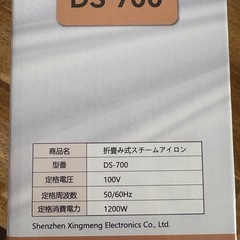 DS-700
商品名 折畳み式スチームアイロン
型番 DS-700
定格電圧 100V
定格周波数 50/60Hz
定格消費電力 1200W
Shenzhen Xingmeng Electronics Co., Ltd.